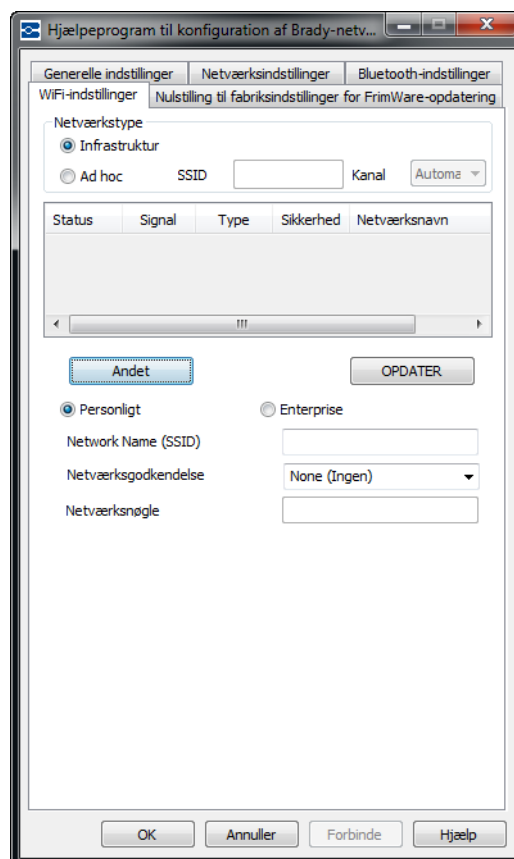 Hjælpeprogram til konfiguration af Brady-netv...
Generelle indstillinger Netværksindstillinger Bluetooth-indstillinger
WiFi-indstillinger Nulstilling til fabriksindstillinger for FrimWare-opdatering
Netværkstype
Infrastruktur
Ad hoc SSID Kanal Automa
Status Signal Type Sikkerhed Netværksnavn
Andet OPDATER
Personligt Enterprise
Network Name (SSID)
Netværksgodkendelse None (Ingen)
Netværksnøgle
OK Annuller Forbinde Hjælp